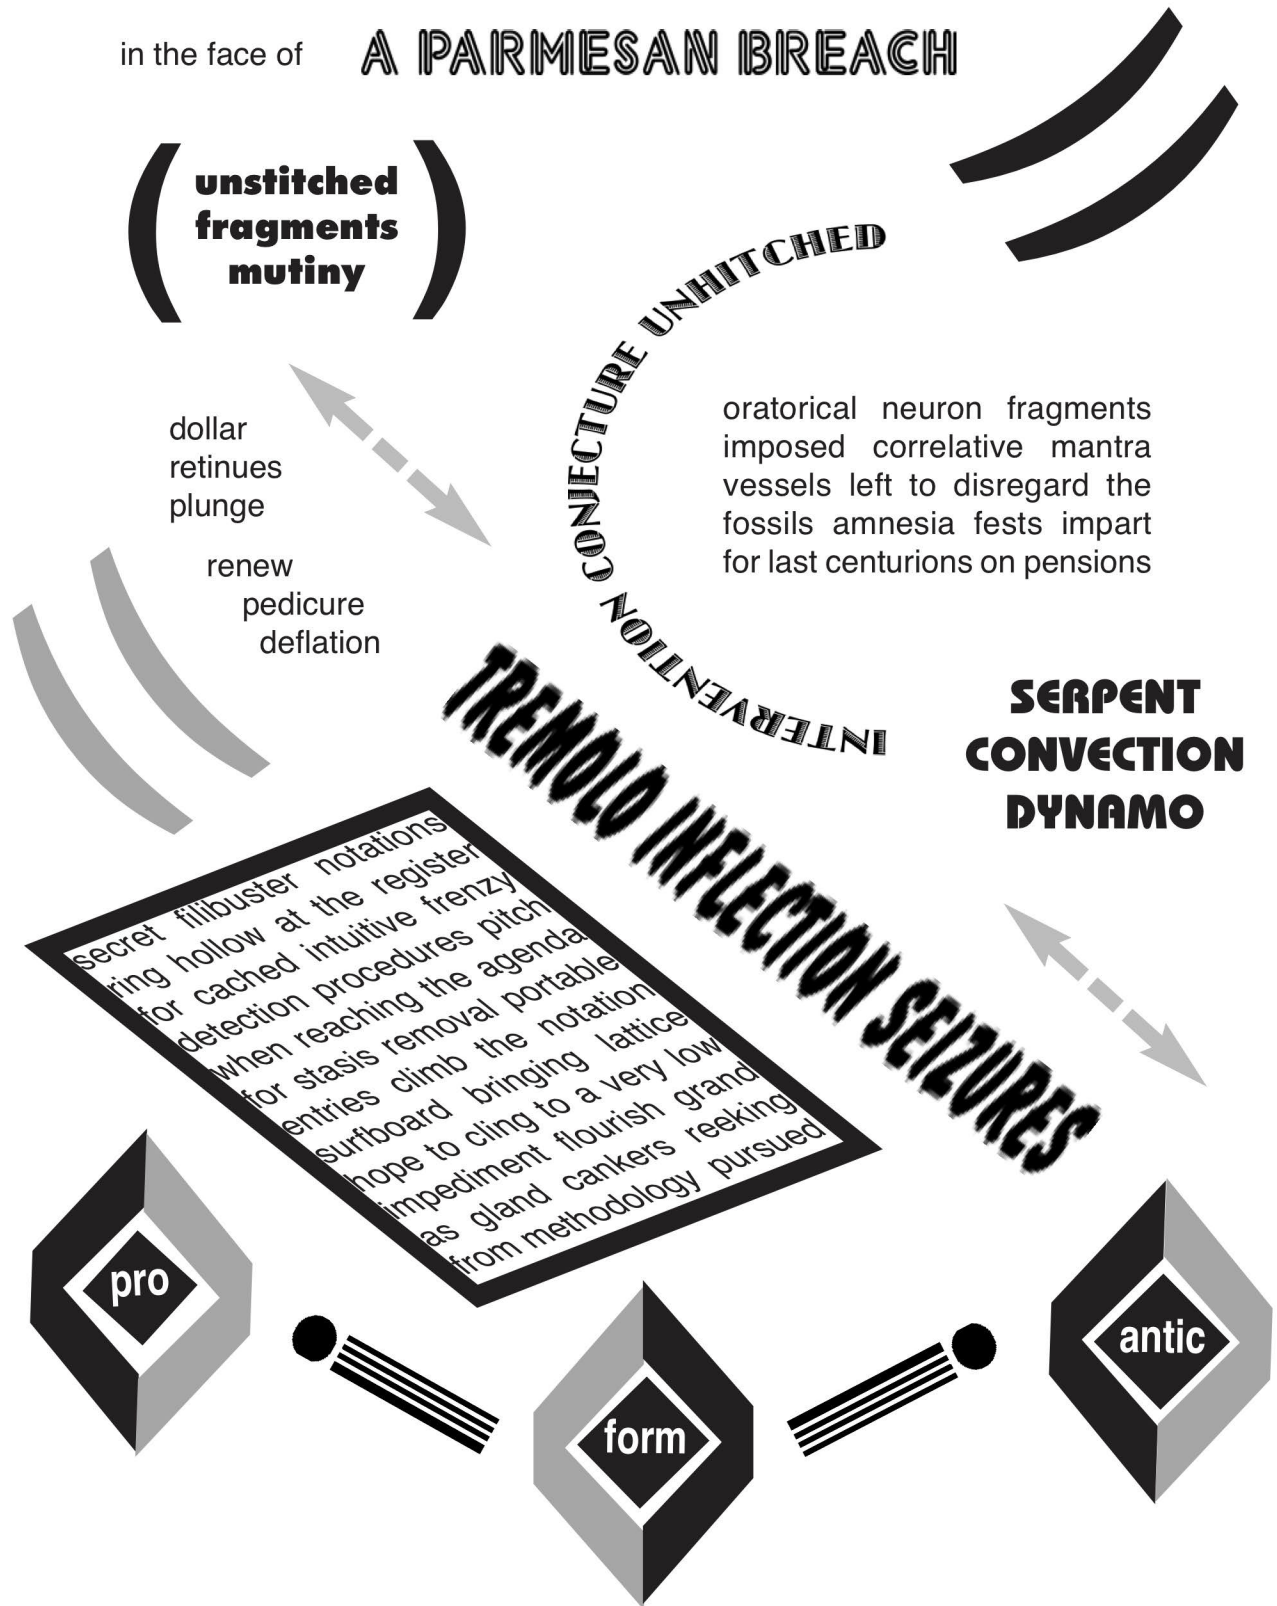 in the face of A PARMESAN BREACH
unstitched
fragments
mutiny
INTERVENTION CONJECTURE UNHITCHED
dollar
retinues
plunge
renew
pedicure
deflation
oratorical neuron fragments
imposed correlative mantra
vessels left to disregard the
fossils amnesia fests impart
for last centurions on pensions
TREMOLO INFLECTION SEIZURES
SERPENT
CONVECTION
DYNAMO
secret filibuster notations
ring hollow at the register
for cached intuitive frenzy
detection procedures pitch
when reaching the agenda
for stasis removal portable
entries climb the notation
surfboard bringing lattice
hope to cling to a very low
impediment flourish grand
as gland cankers reeking
from methodology pursued
pro
form
antic